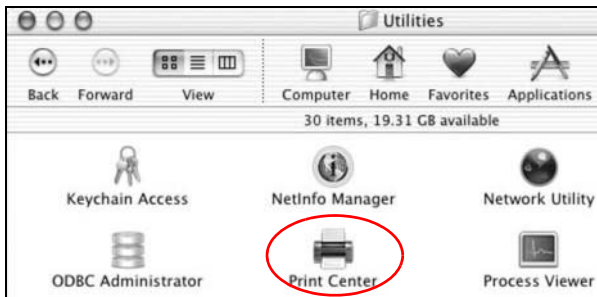 Utilities
Back Forward View Computer Home Favorites Applications
30 items, 19.31 GB available
Keychain Access NetInfo Manager Network Utility
ODBC Administrator Print Center Process Viewer